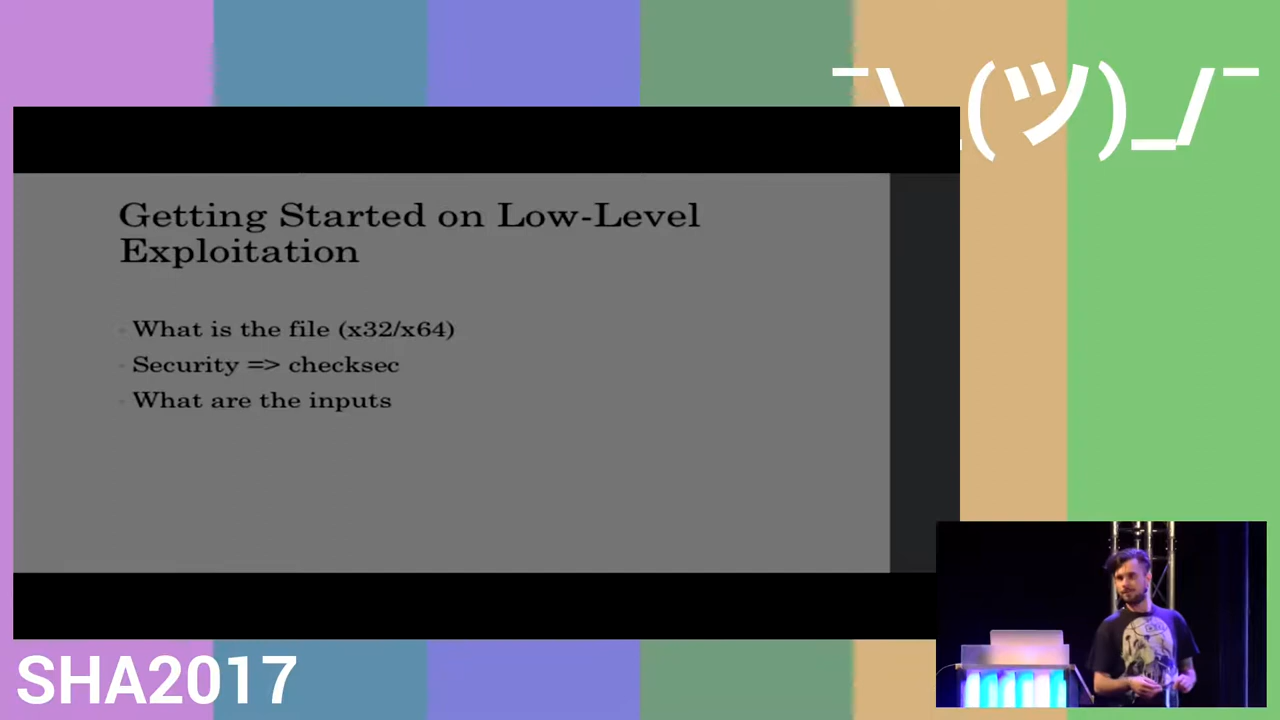 ¯\_(ツ)_/¯
Getting Started on Low-Level
Exploitation
What is the file (x32/x64)
Security => checksec
What are the inputs
SHA2017